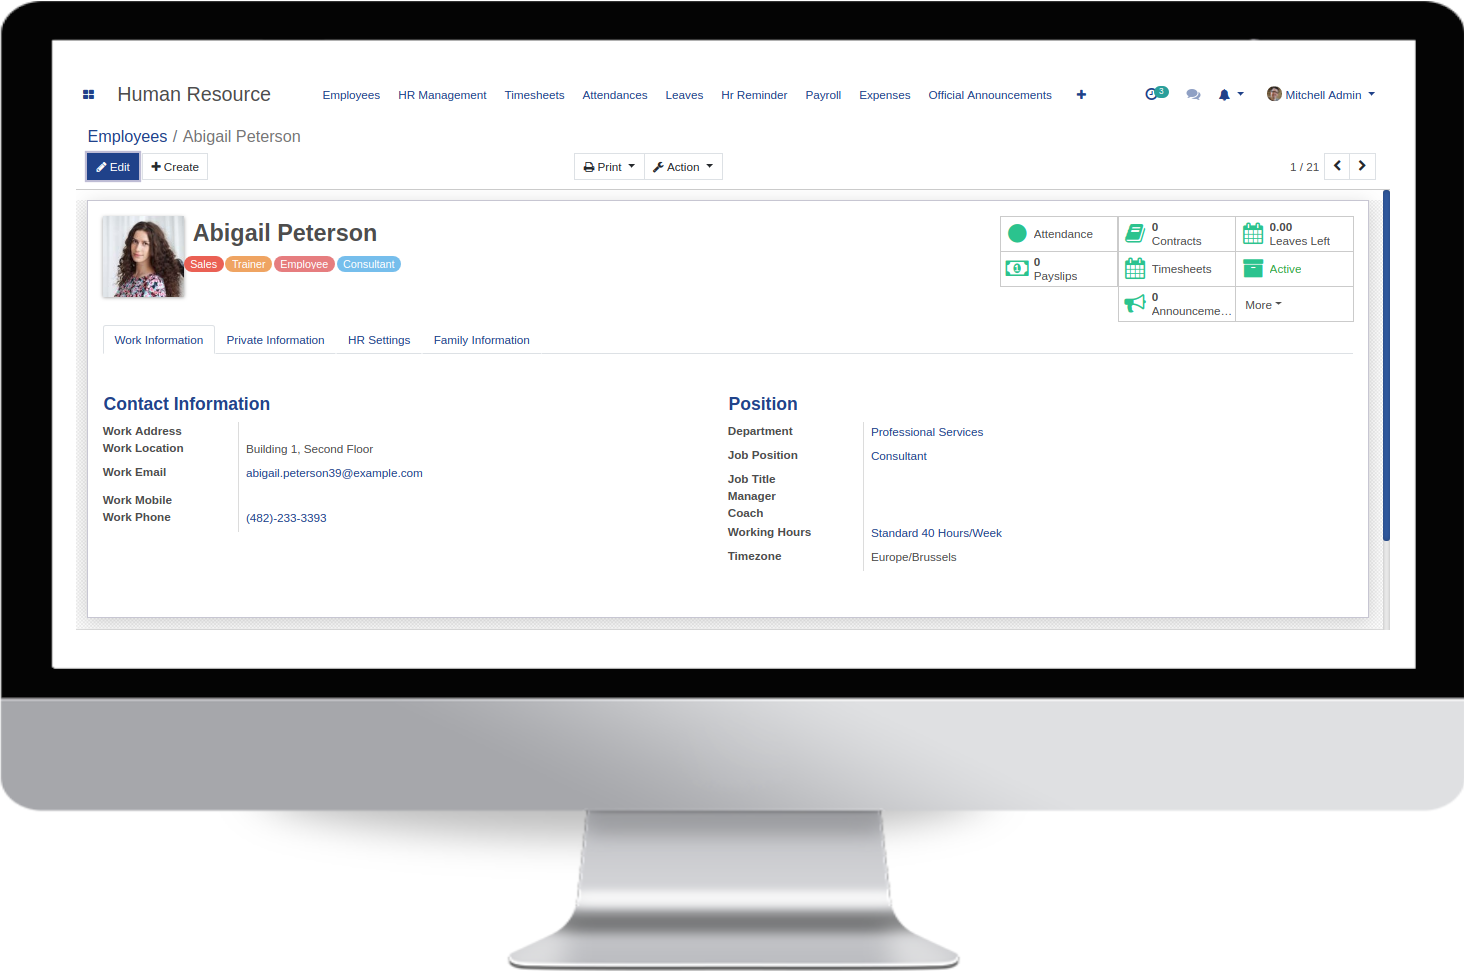 Human Resource Employees HR Management Timesheets Attendances Leaves Hr Reminder Payroll Expenses Official Announcements 3 Mitchell Admin
Employees / Abigail Peterson
Edit Create Print Action 1 / 21
Abigail Peterson
Sales Trainer Employee Consultant
Attendance
0
Contracts
0.00
Leaves Left
0
Payslips
Timesheets
Active
0
Announceme...
More
Work Information Private Information HR Settings Family Information
Contact Information
Work Address
Work Location Building 1, Second Floor
Work Email abigail.peterson39@example.com
Work Mobile
Work Phone (482)-233-3393
Position
Department Professional Services
Job Position Consultant
Job Title
Manager
Coach
Working Hours Standard 40 Hours/Week
Timezone Europe/Brussels